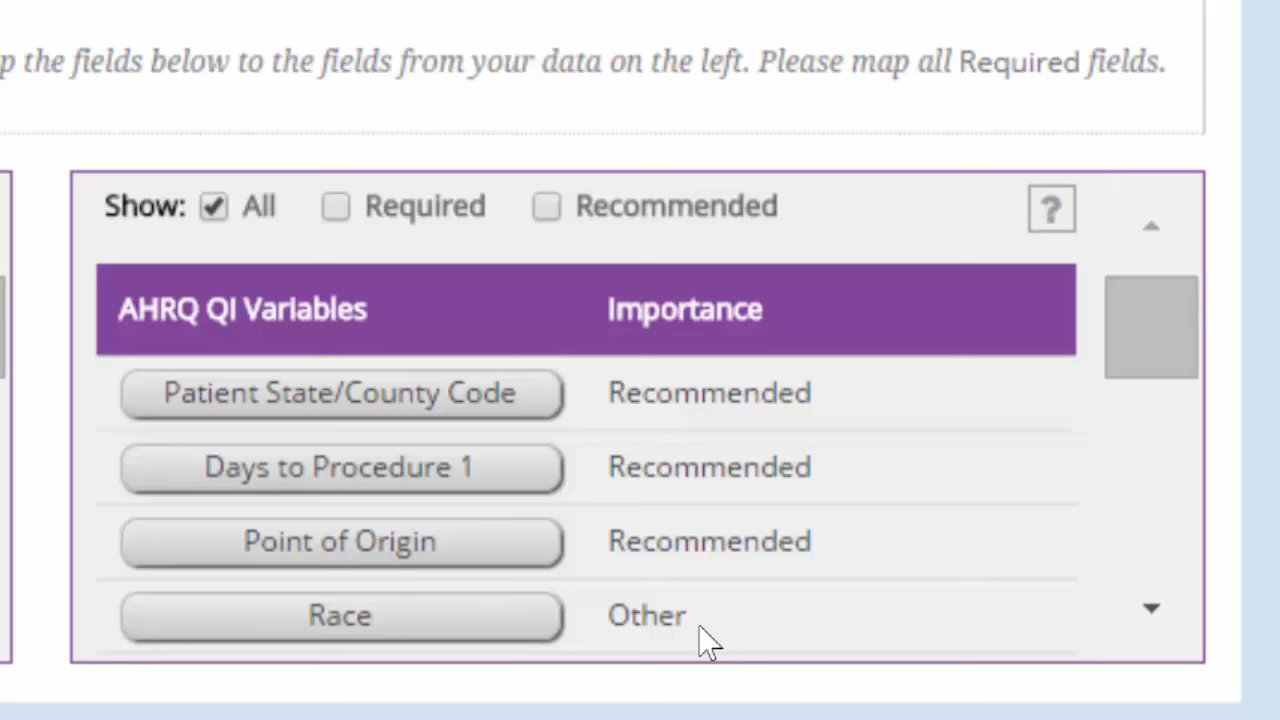 p the fields below to the fields from your data on the left. Please map all Required fields.
Show: All Required Recommended ?
AHRQ QI Variables Importance
Patient State/County Code Recommended
Days to Procedure 1 Recommended
Point of Origin Recommended
Race Other